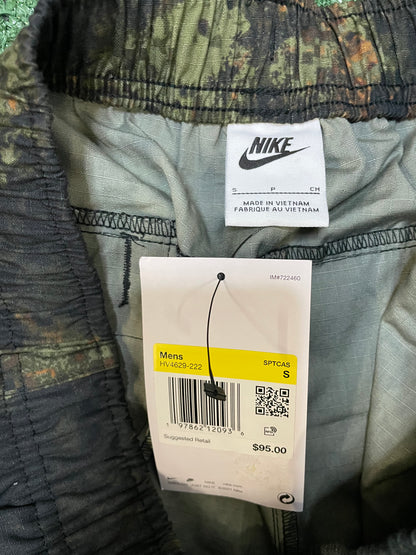 NIKE
S P CH
MADE IN VIETNAM
FABRIQUE AU VIETNAM
IM#722460
Mens SPTCAS
HV4629-222 S
1 97862 12093 6
Suggested Retail
$95.00